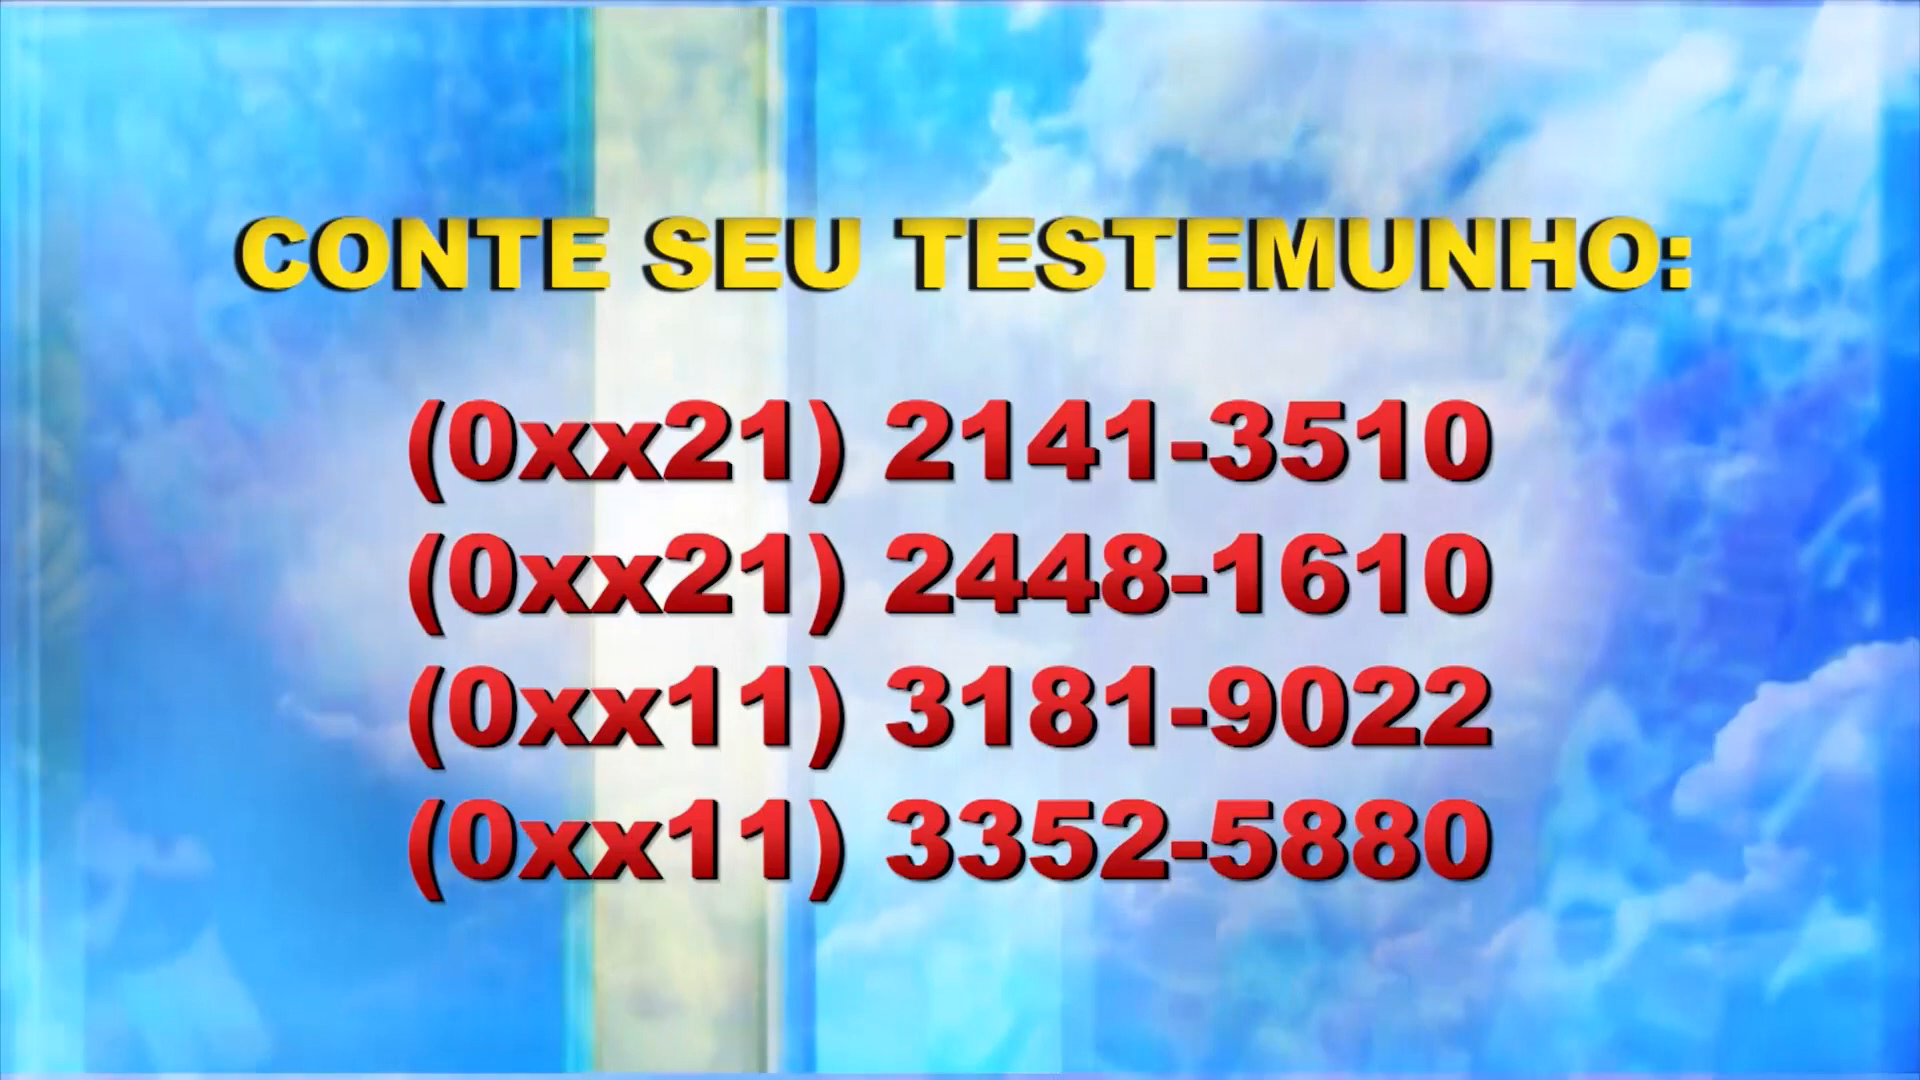 CONTE SEU TESTEMUNHO:
(0xx21) 2141-3510
(0xx21) 2448-1610
(0xx11) 3181-9022
(0xx11) 3352-5880